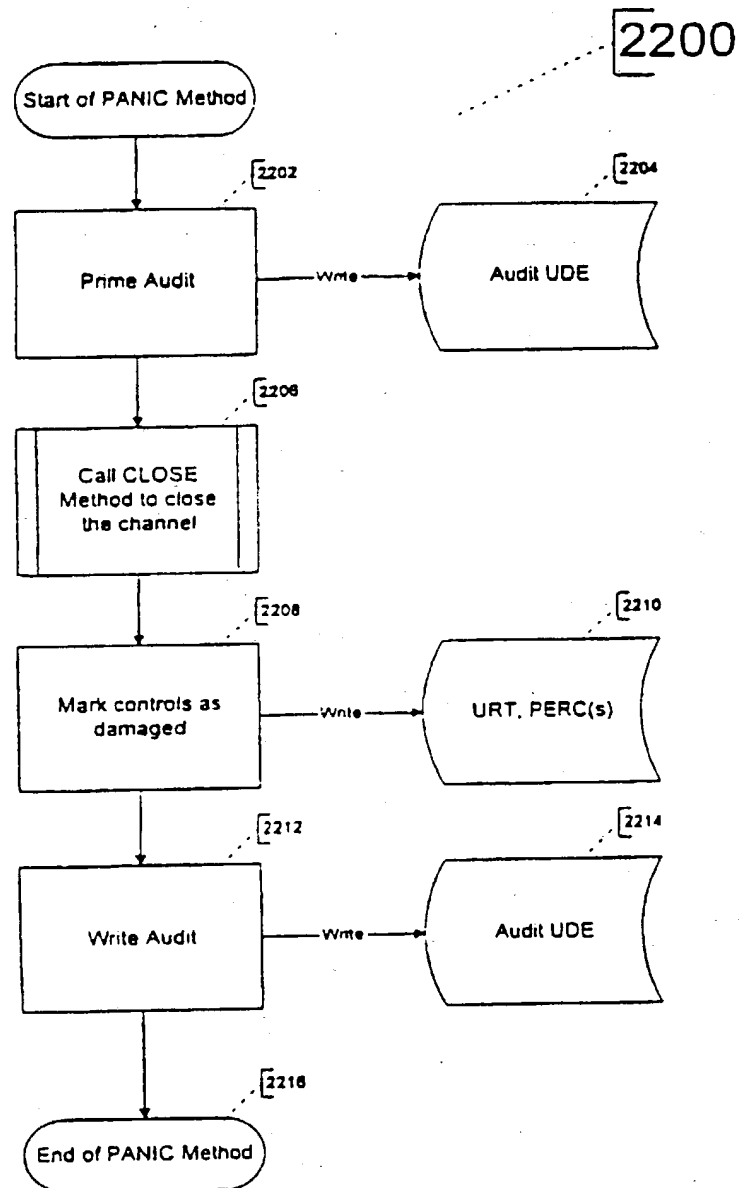 2200
Start of PANIC Method
2202
2204
Prime Audit
Write
Audit UDE
2206
Call CLOSE
Method to close
the channel
2208
2210
Mark controls as
damaged
Write
URT, PERC(s)
2212
2214
Write Audit
Write
Audit UDE
2216
End of PANIC Method